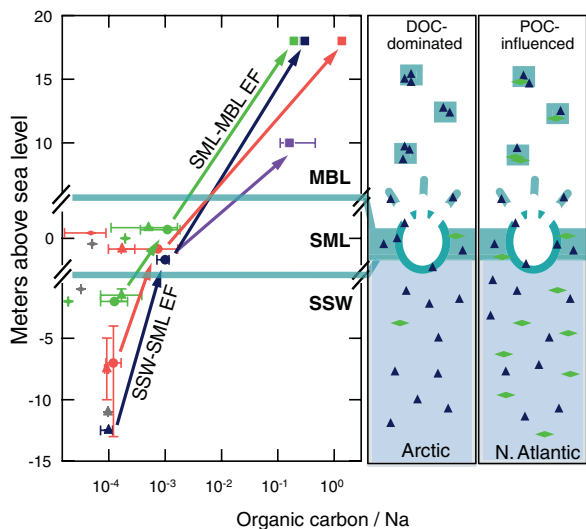 DOC-
dominated
POC-
influenced
20
15
10
0
-5
-10
-15
Meters above sea level
SML-MBL EF
SSW-SML EF
MBL
SML
SSW
10⁻⁴ 10⁻³ 10⁻² 10⁻¹ 10⁰
Organic carbon / Na
Arctic
N. Atlantic